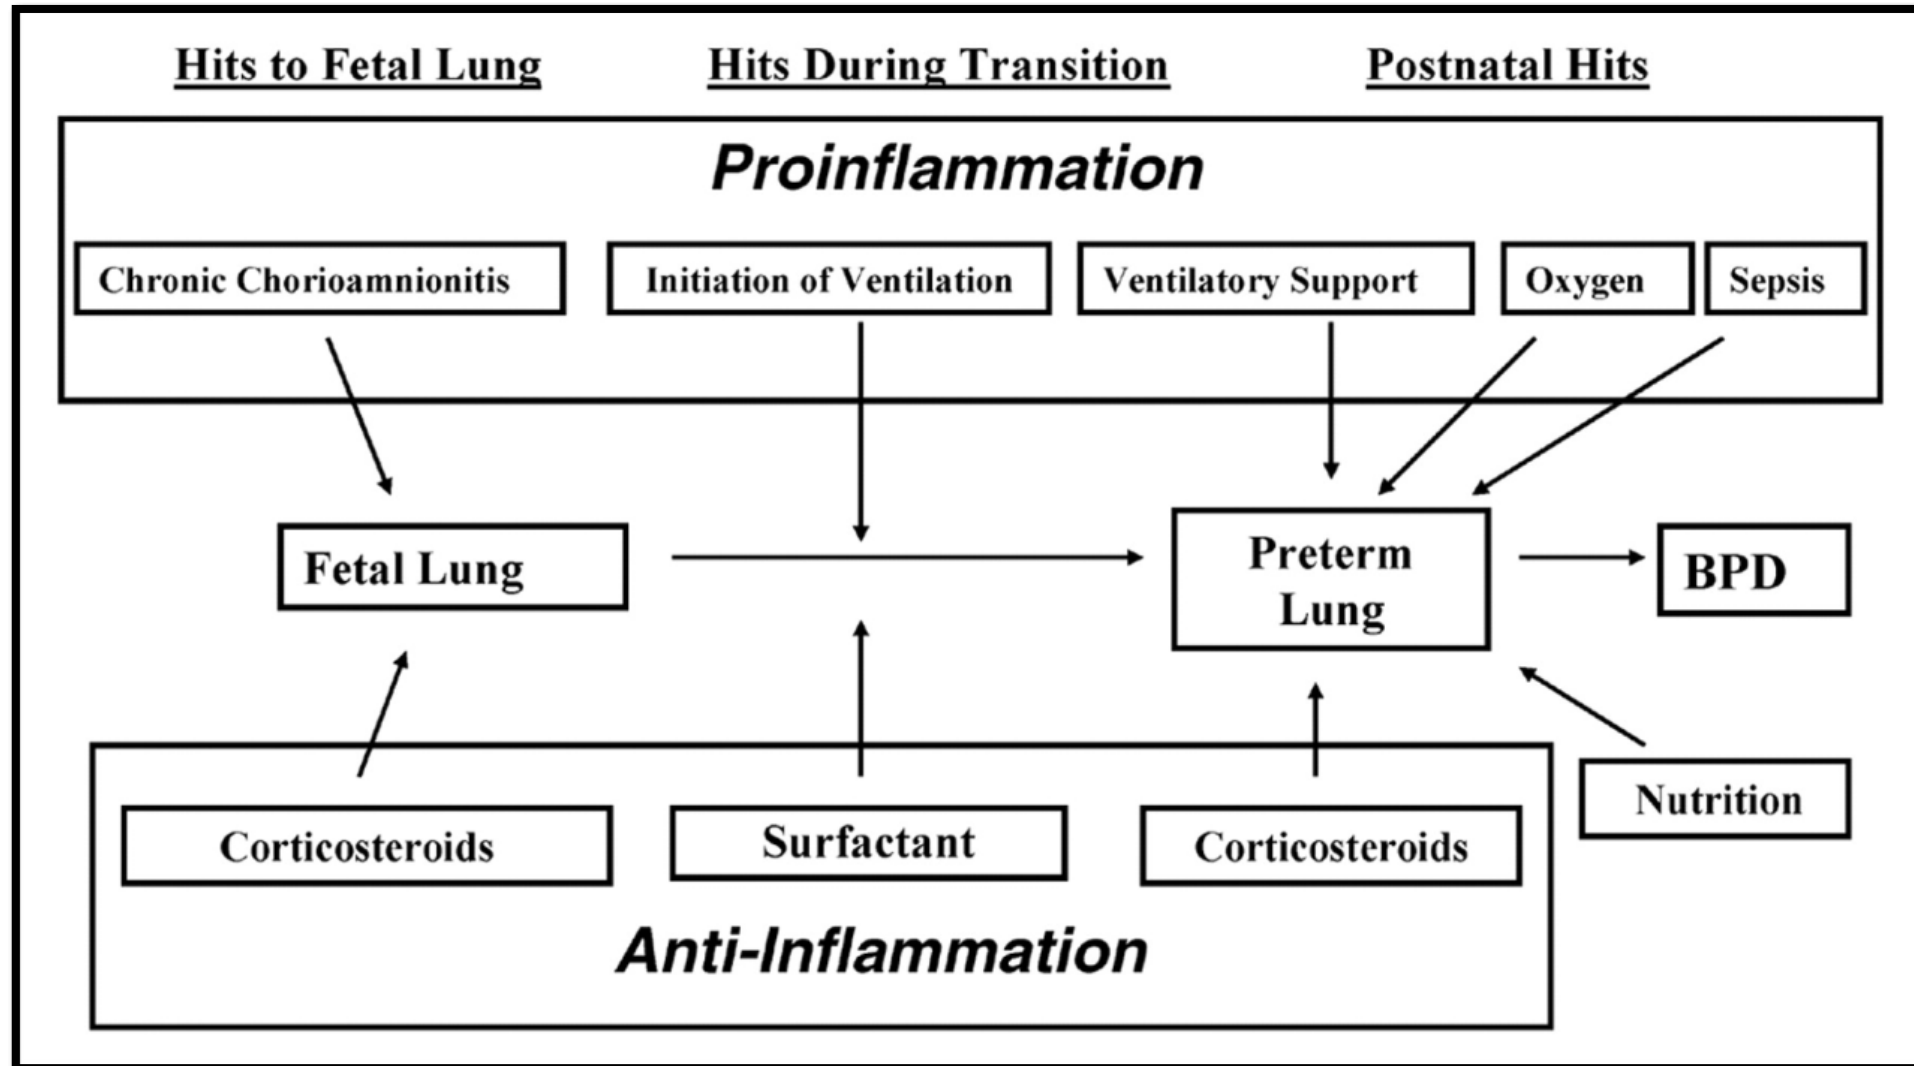 Hits to Fetal Lung
Hits During Transition
Postnatal Hits
Proinflammation
Chronic Chorioamnionitis
Initiation of Ventilation
Ventilatory Support
Oxygen
Sepsis
Fetal Lung
Preterm
Lung
BPD
Corticosteroids
Surfactant
Corticosteroids
Nutrition
Anti-Inflammation